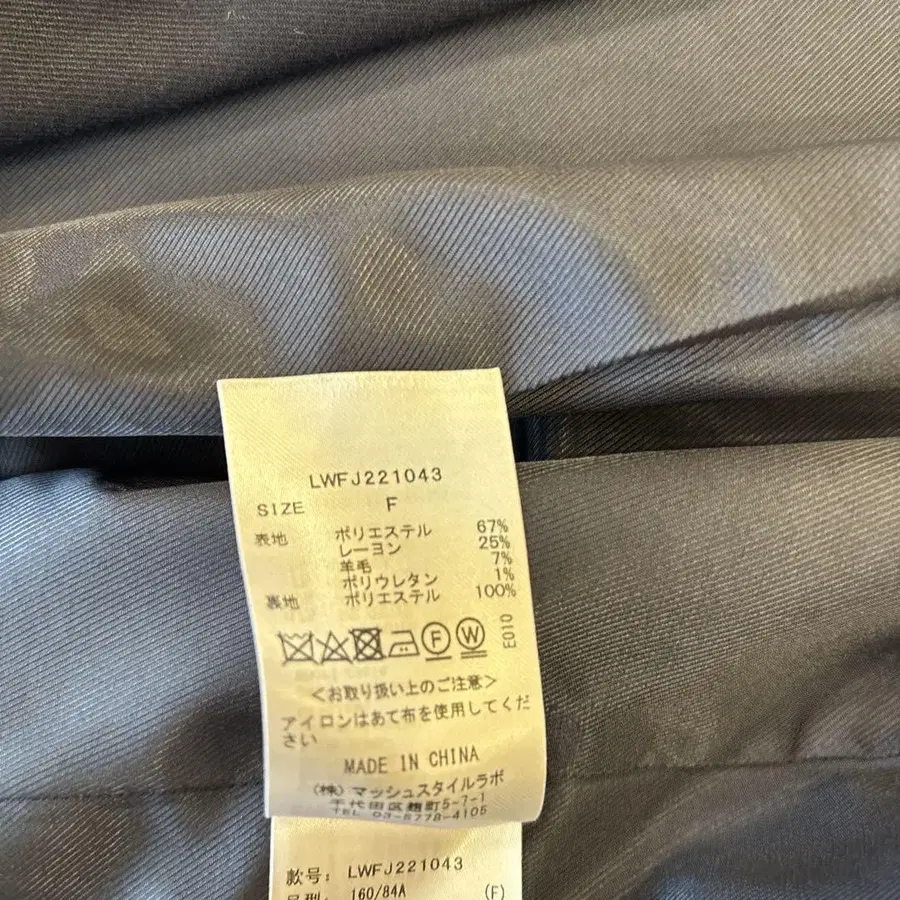 LWFJ221043
SIZE F
表地 ポリエステル 67%
レーヨン 25%
羊毛 7%
ポリウレタン 1%
裏地 ポリエステル 100%
F W E010
<お取り扱い上のご注意>
アイロンはあて布を使用してくだ
さい
MADE IN CHINA
(株)マッシュスタイルラボ
千代田区麹町5-7-1
TEL 03-5778-4105
款号: LWFJ221043
号型: 160/84A (F)